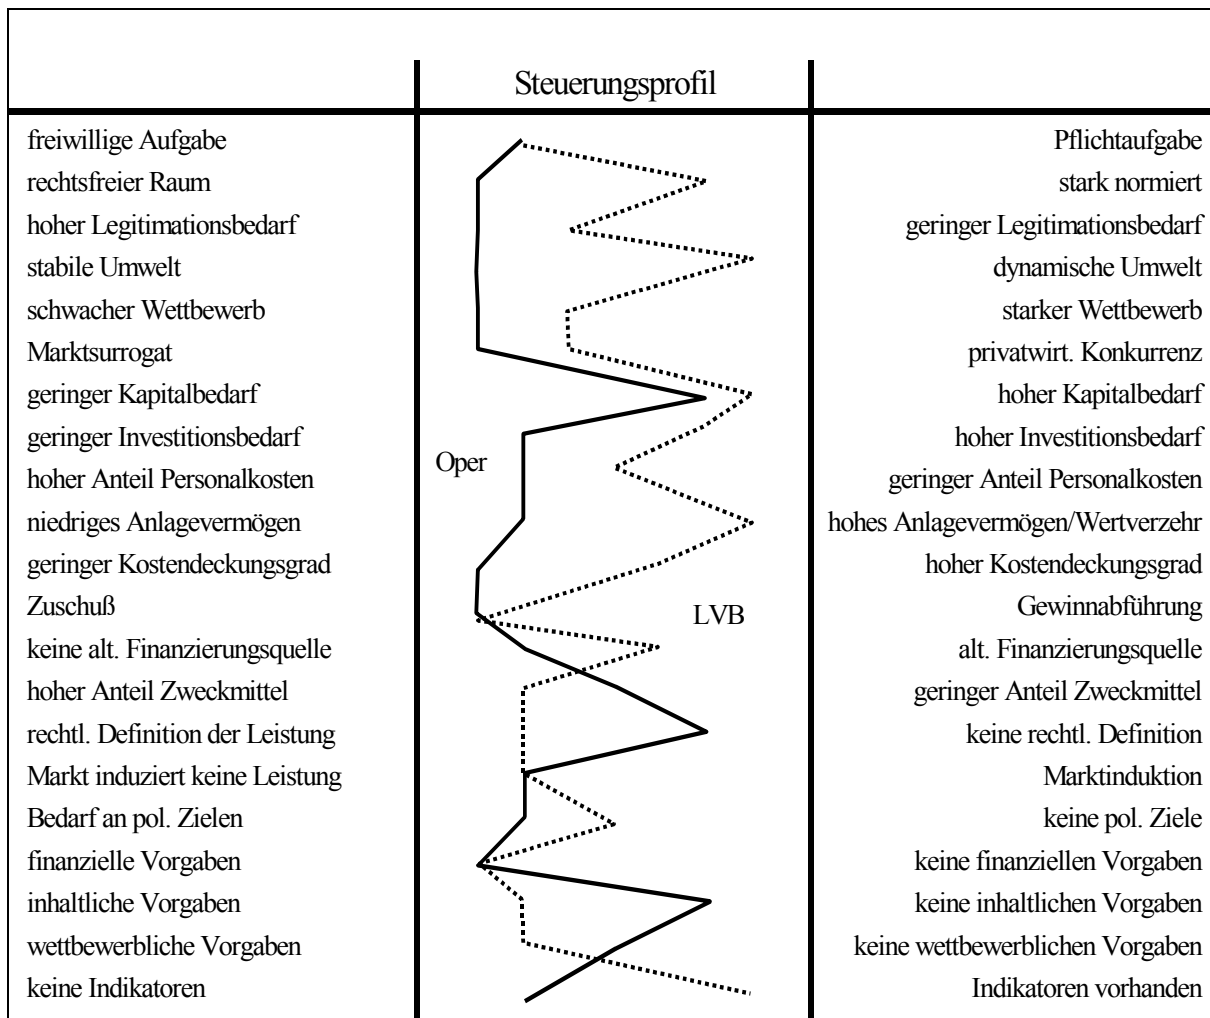 Steuerungsprofil
freiwillige Aufgabe Pflichtaufgabe
rechtsfreier Raum stark normiert
hoher Legitimationsbedarf geringer Legitimationsbedarf
stabile Umwelt dynamische Umwelt
schwacher Wettbewerb starker Wettbewerb
Marktsurrogat privatwirt. Konkurrenz
geringer Kapitalbedarf hoher Kapitalbedarf
geringer Investitionsbedarf hoher Investitionsbedarf
Oper
hoher Anteil Personalkosten geringer Anteil Personalkosten
niedriges Anlagevermögen hohes Anlagevermögen/Wertverzehr
geringer Kostendeckungsgrad hoher Kostendeckungsgrad
Zuschuß LVB Gewinnabführung
keine alt. Finanzierungsquelle alt. Finanzierungsquelle
hoher Anteil Zweckmittel geringer Anteil Zweckmittel
rechtl. Definition der Leistung keine rechtl. Definition
Markt induziert keine Leistung Marktinduktion
Bedarf an pol. Zielen keine pol. Ziele
finanzielle Vorgaben keine finanziellen Vorgaben
inhaltliche Vorgaben keine inhaltlichen Vorgaben
wettbewerbliche Vorgaben keine wettbewerblichen Vorgaben
keine Indikatoren Indikatoren vorhanden